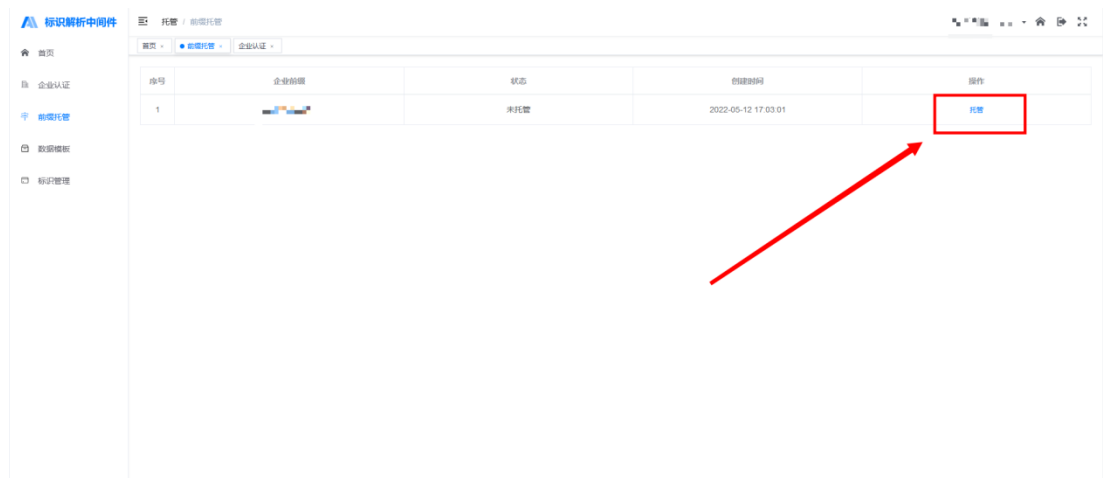 标识解析中间件
托管 / 前缀托管
首页 ×
前缀托管 ×
企业认证 ×
首页
企业认证
前缀托管
数据模板
标识管理
序号 企业前缀 状态 创建时间 操作
1 未托管 2022-05-12 17:03:01 托管